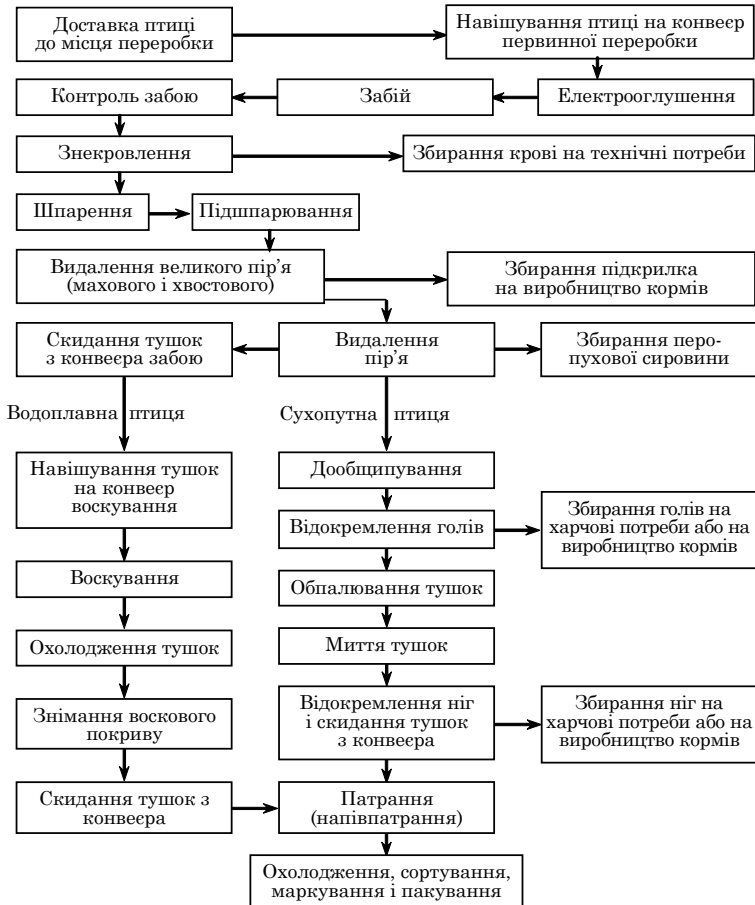 Доставка птиці
до місця переробки
Навішування птиці на конвеєр
первинної переробки
Контроль забою
Забій
Електрооглушення
Знекровлення
Збирання крові на технічні потреби
Шпарення
Підшпарювання
Видалення великого пір’я
(махового і хвостового)
Збирання підкрилка
на виробництво кормів
Скидання тушок
з конвеєра забою
Видалення
пір’я
Збирання перо-
пухової сировини
Водоплавна птиця
Сухопутна птиця
Навішування тушок
на конвеєр
воскування
Дообщипування
Відокремлення голів
Збирання голів на
харчові потреби або на
виробництво кормів
Воскування
Обпалювання тушок
Охолодження тушок
Миття тушок
Знімання воскового
покриву
Відокремлення ніг
і скидання тушок
з конвеєра
Збирання ніг на
харчові потреби або на
виробництво кормів
Скидання тушок з
конвеєра
Патрання
(напівпатрання)
Охолодження, сортування,
маркування і пакування